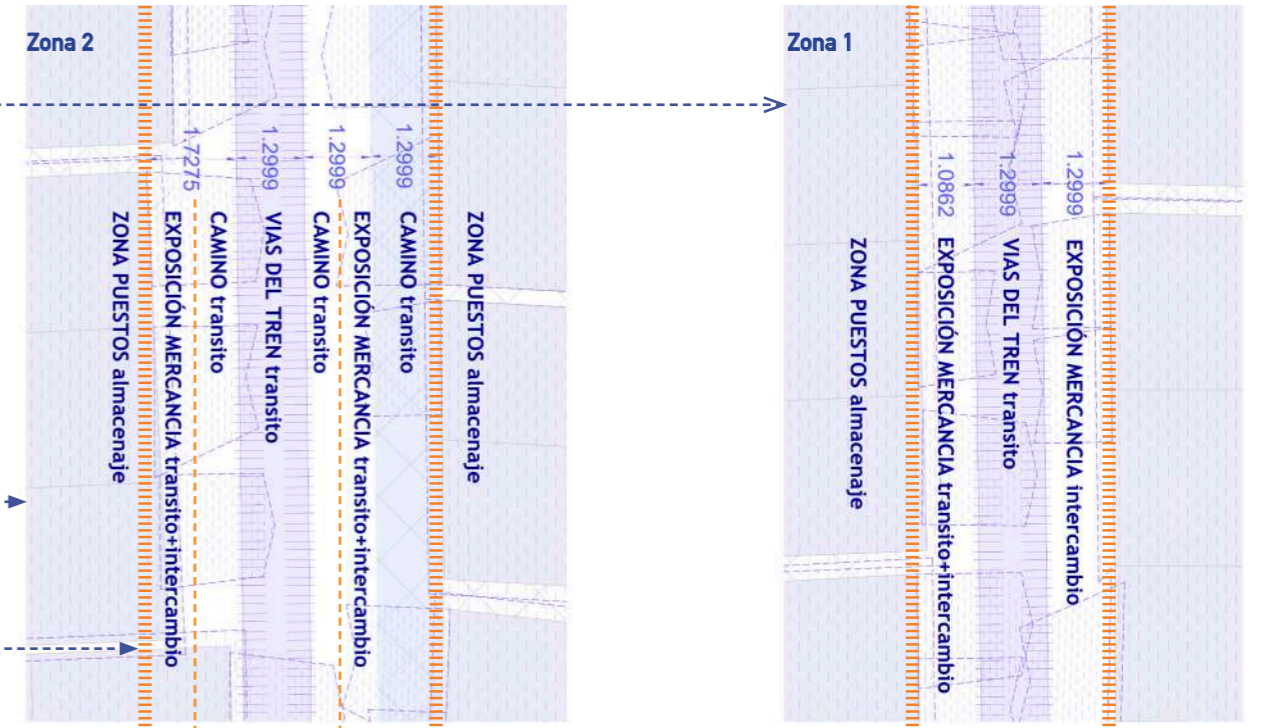 Zona 2
1.7275
1.2999
1.2999
1.2999
ZONA PUESTOS almacenaje
EXPOSICIÓN MERCANCIA transito+intercambio
CAMINO transito
VIAS DEL TREN transito
CAMINO transito
EXPOSICIÓN MERCANCIA transito+intercambio
CAMINO transito
ZONA PUESTOS almacenaje
Zona 1
1.0862
1.2999
1.2999
ZONA PUESTOS almacenaje
EXPOSICIÓN MERCANCIA transito+intercambio
VIAS DEL TREN transito
EXPOSICIÓN MERCANCIA intercambio